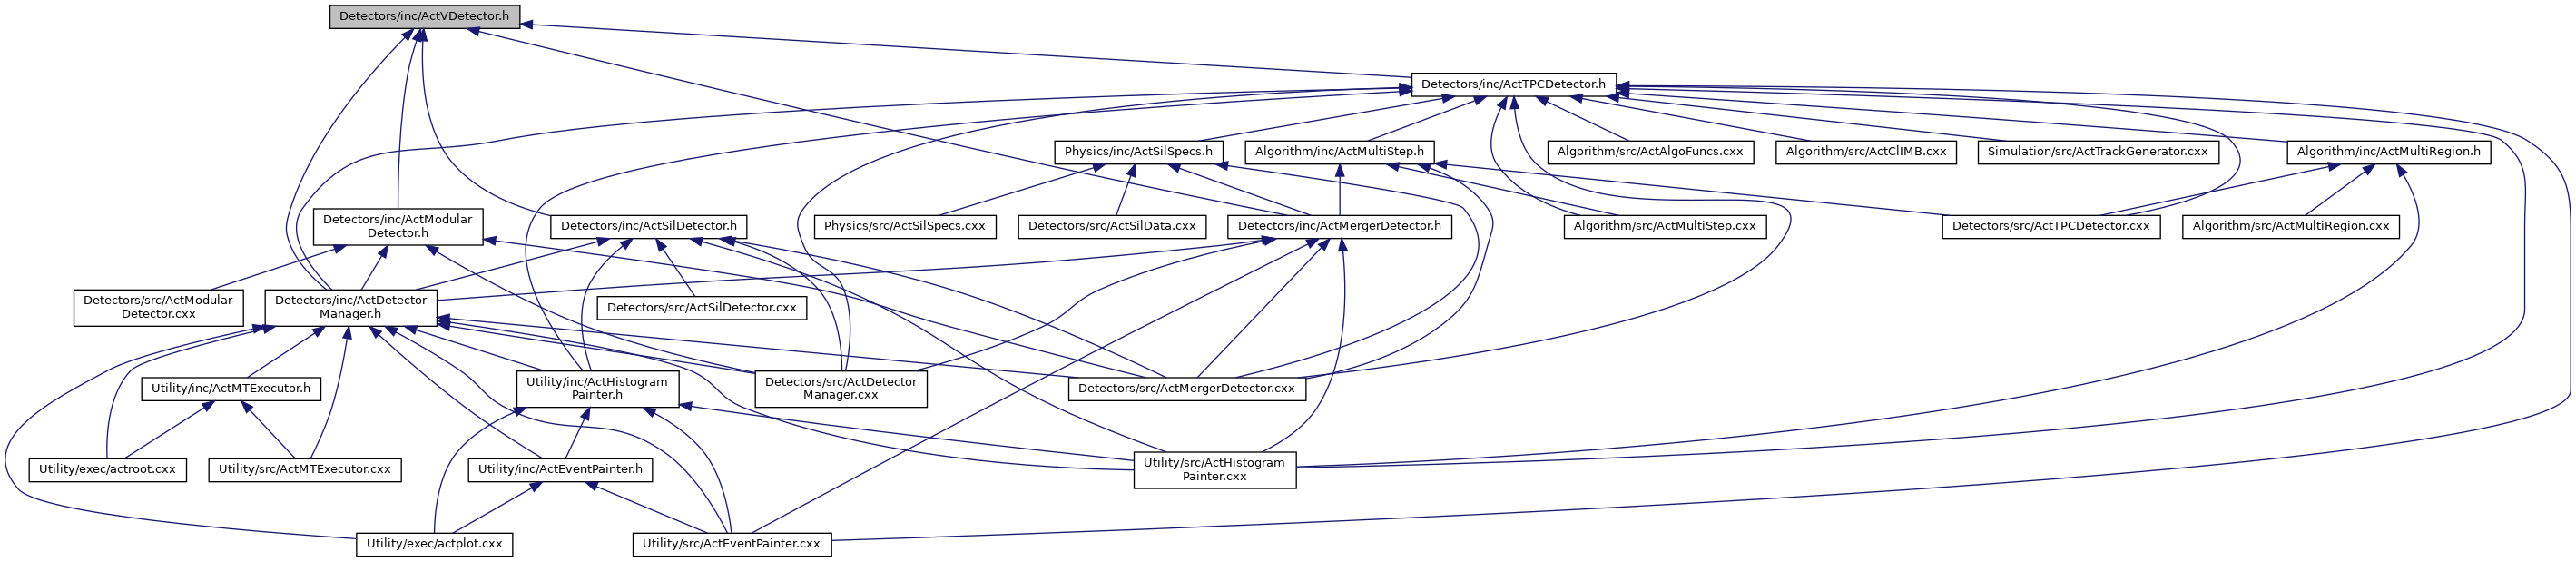 Detectors/inc/ActVDetector.h
Detectors/inc/ActTPCDetector.h
Physics/inc/ActSilSpecs.h
Algorithm/inc/ActMultiStep.h
Algorithm/src/ActAlgoFuncs.cxx
Algorithm/src/ActClIMB.cxx
Simulation/src/ActTrackGenerator.cxx
Algorithm/inc/ActMultiRegion.h
Detectors/inc/ActModular
Detector.h
Detectors/inc/ActSilDetector.h
Physics/src/ActSilSpecs.cxx
Detectors/src/ActSilData.cxx
Detectors/inc/ActMergerDetector.h
Algorithm/src/ActMultiStep.cxx
Detectors/src/ActTPCDetector.cxx
Algorithm/src/ActMultiRegion.cxx
Detectors/src/ActModular
Detector.cxx
Detectors/inc/ActDetector
Manager.h
Detectors/src/ActSilDetector.cxx
Utility/inc/ActMTExecutor.h
Utility/inc/ActHistogram
Painter.h
Detectors/src/ActDetector
Manager.cxx
Detectors/src/ActMergerDetector.cxx
Utility/exec/actroot.cxx
Utility/src/ActMTExecutor.cxx
Utility/inc/ActEventPainter.h
Utility/src/ActHistogram
Painter.cxx
Utility/exec/actplot.cxx
Utility/src/ActEventPainter.cxx